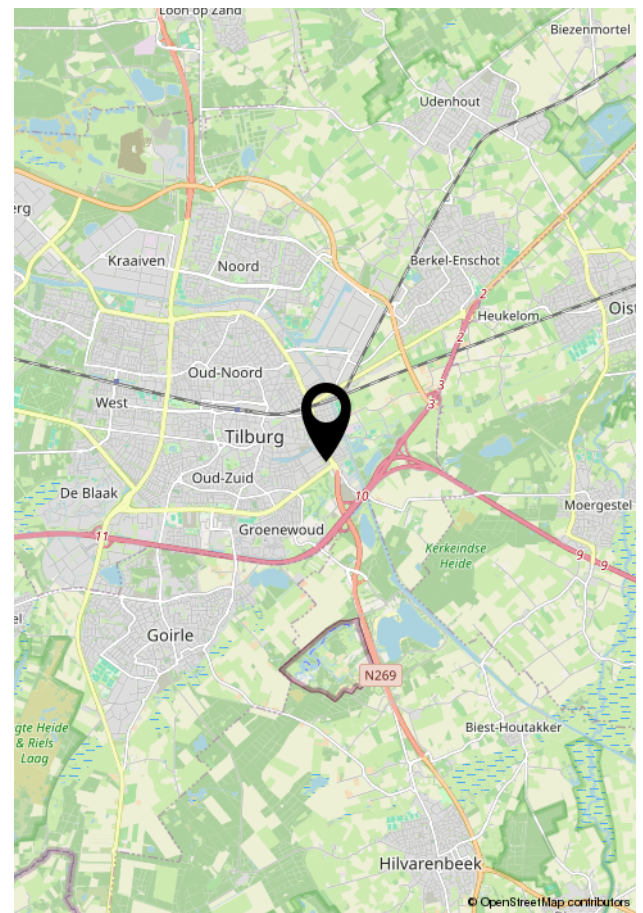 Loon op Zand
Biezenmortel
Udenhout
erg
Kraaiven
Noord
Berkel-Enschot
2
Heukelom
Oist
2
Oud-Noord
3
West
3
Tilburg
Oud-Zuid
De Blaak
10
Moergestel
Groenewoud
11
Kerkeindse
Heide
9
9
el
Goirle
N269
gte Heide
& Riels
Laag
Biest-Houtakker
Hilvarenbeek
© OpenStreetMap contributors